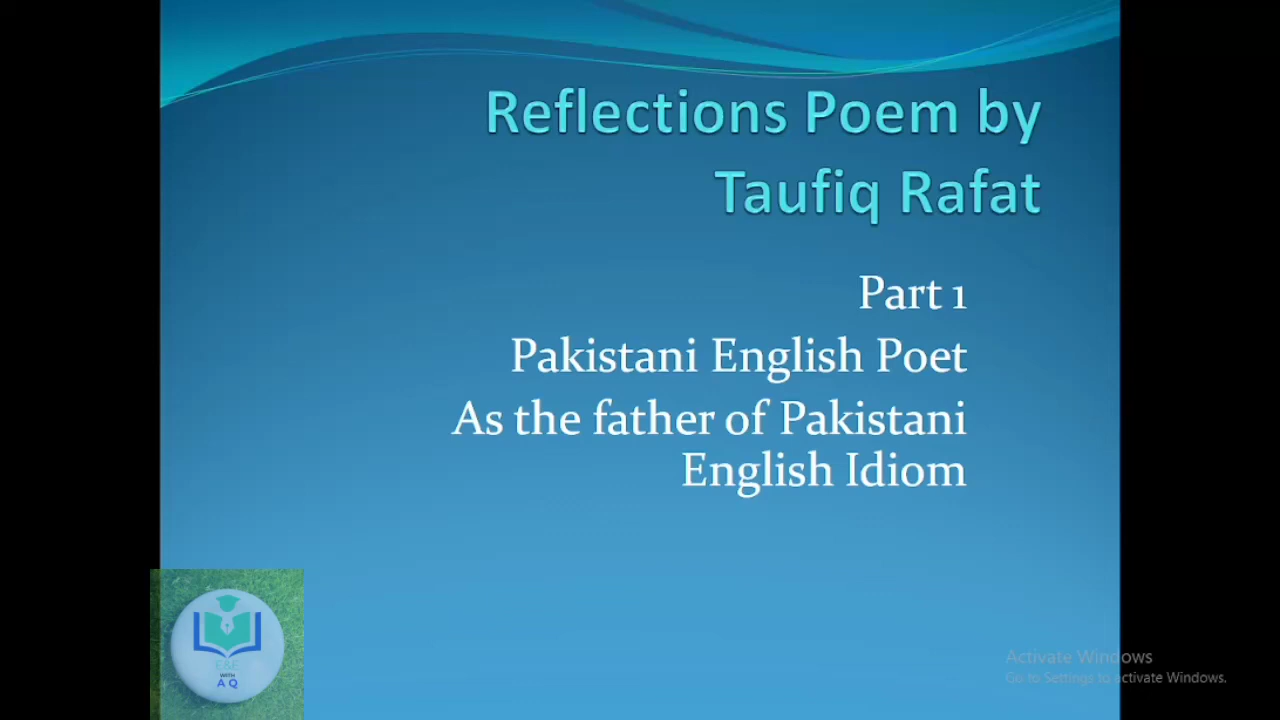 Reflections Poem by
Taufiq Rafat
Part 1
Pakistani English Poet
As the father of Pakistani
English Idiom
E&E
WITH
A Q
Activate Windows
Go to Settings to activate Windows.